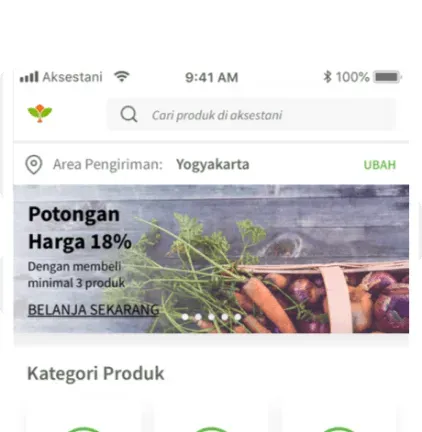 Aksestani 9:41 AM 100%
Cari produk di aksestani
Area Pengiriman: Yogyakarta UBAH
Potongan
Harga 18%
Dengan membeli
minimal 3 produk
BELANJA SEKARANG
Kategori Produk